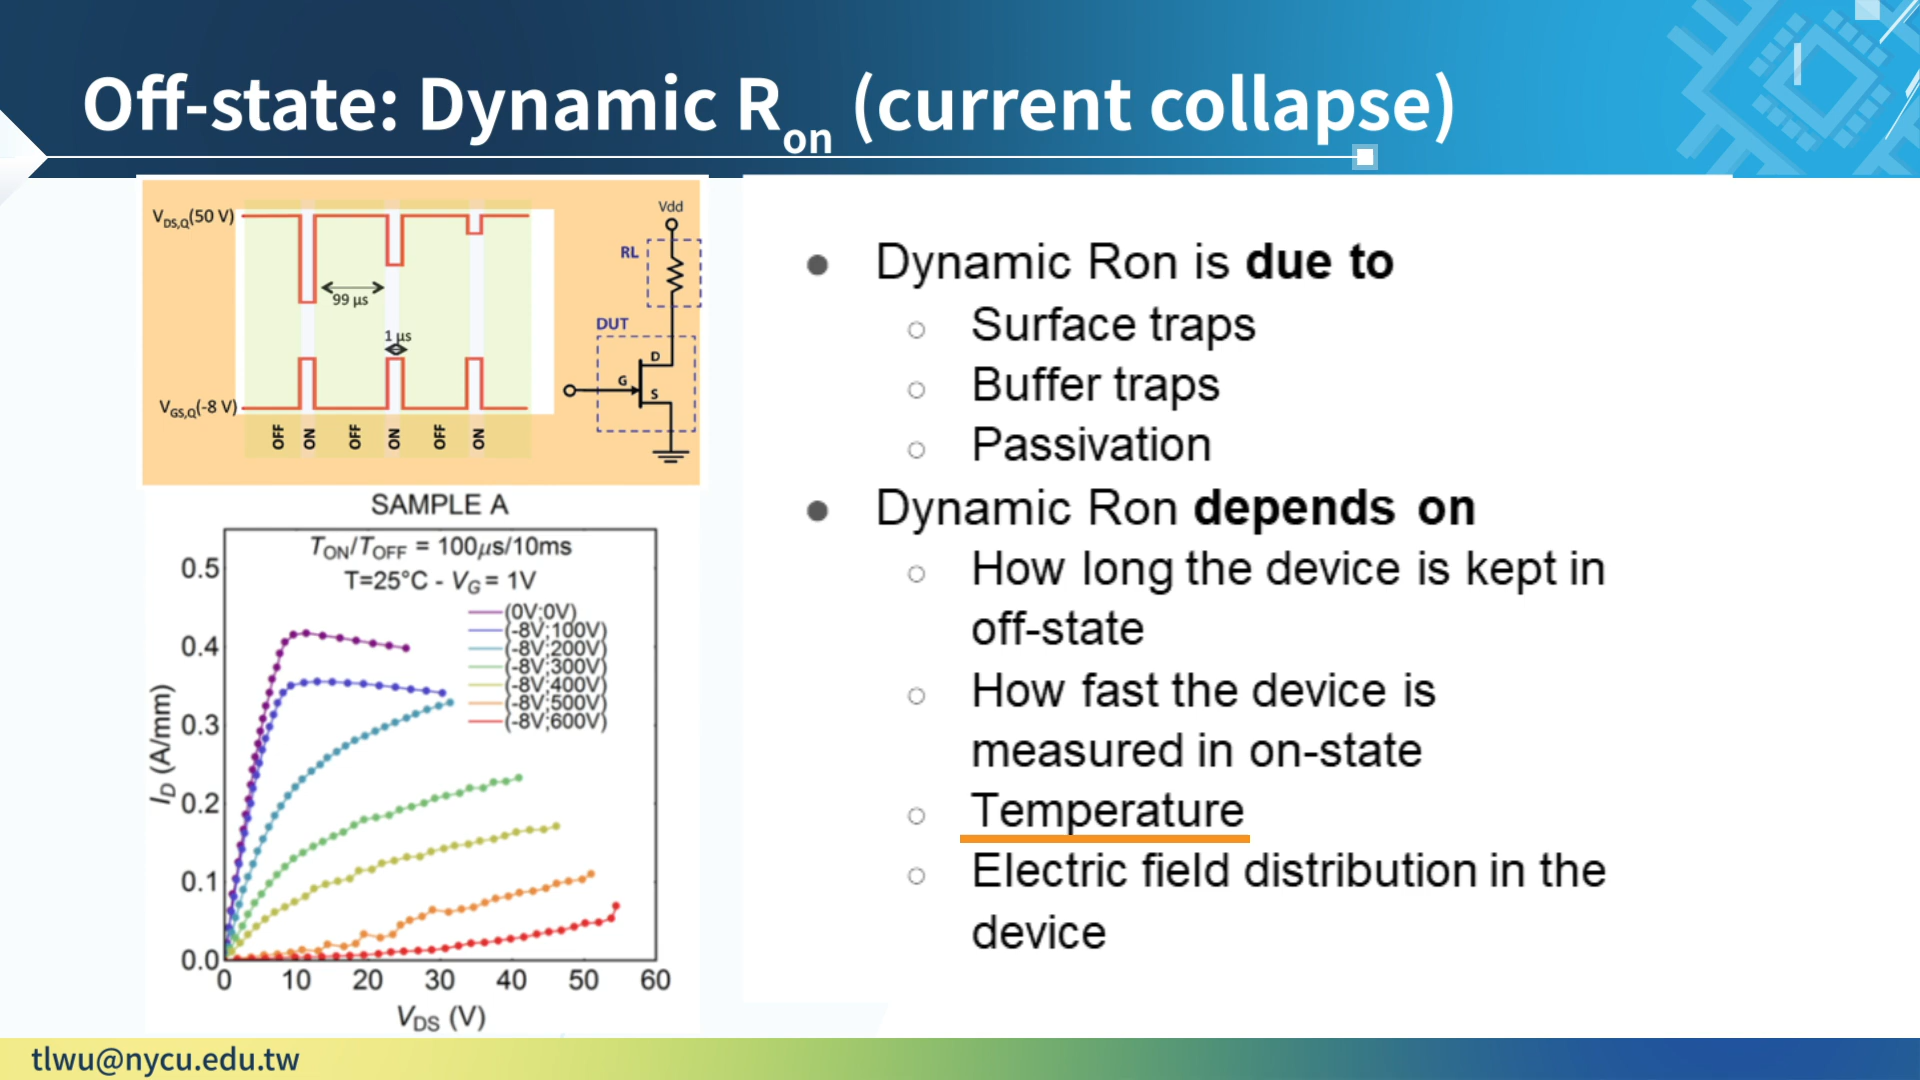 Off-state: Dynamic Ron (current collapse)
VDS,Q(50 V)
99 µs
1 µs
VGS,Q(-8 V)
OFF ON OFF ON OFF ON
Vdd
RL
DUT
D
G
S
SAMPLE A
TON/TOFF = 100µs/10ms
T=25°C - VG = 1V
(0V;0V)
(-8V;100V)
(-8V;200V)
(-8V;300V)
(-8V;400V)
(-8V;500V)
(-8V;600V)
ID (A/mm)
0.5
0.4
0.3
0.2
0.1
0.0
0 10 20 30 40 50 60
VDS (V)
● Dynamic Ron is due to
○ Surface traps
○ Buffer traps
○ Passivation
● Dynamic Ron depends on
○ How long the device is kept in
off-state
○ How fast the device is
measured in on-state
○ Temperature
○ Electric field distribution in the
device
tlwu@nycu.edu.tw